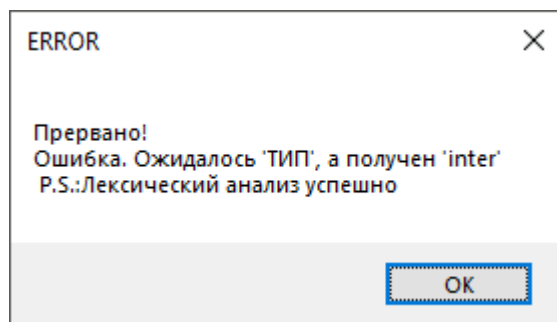 ERROR
Прервано!
Ошибка. Ожидалось 'ТИП', а получен 'inter'
P.S.:Лексический анализ успешно
OK